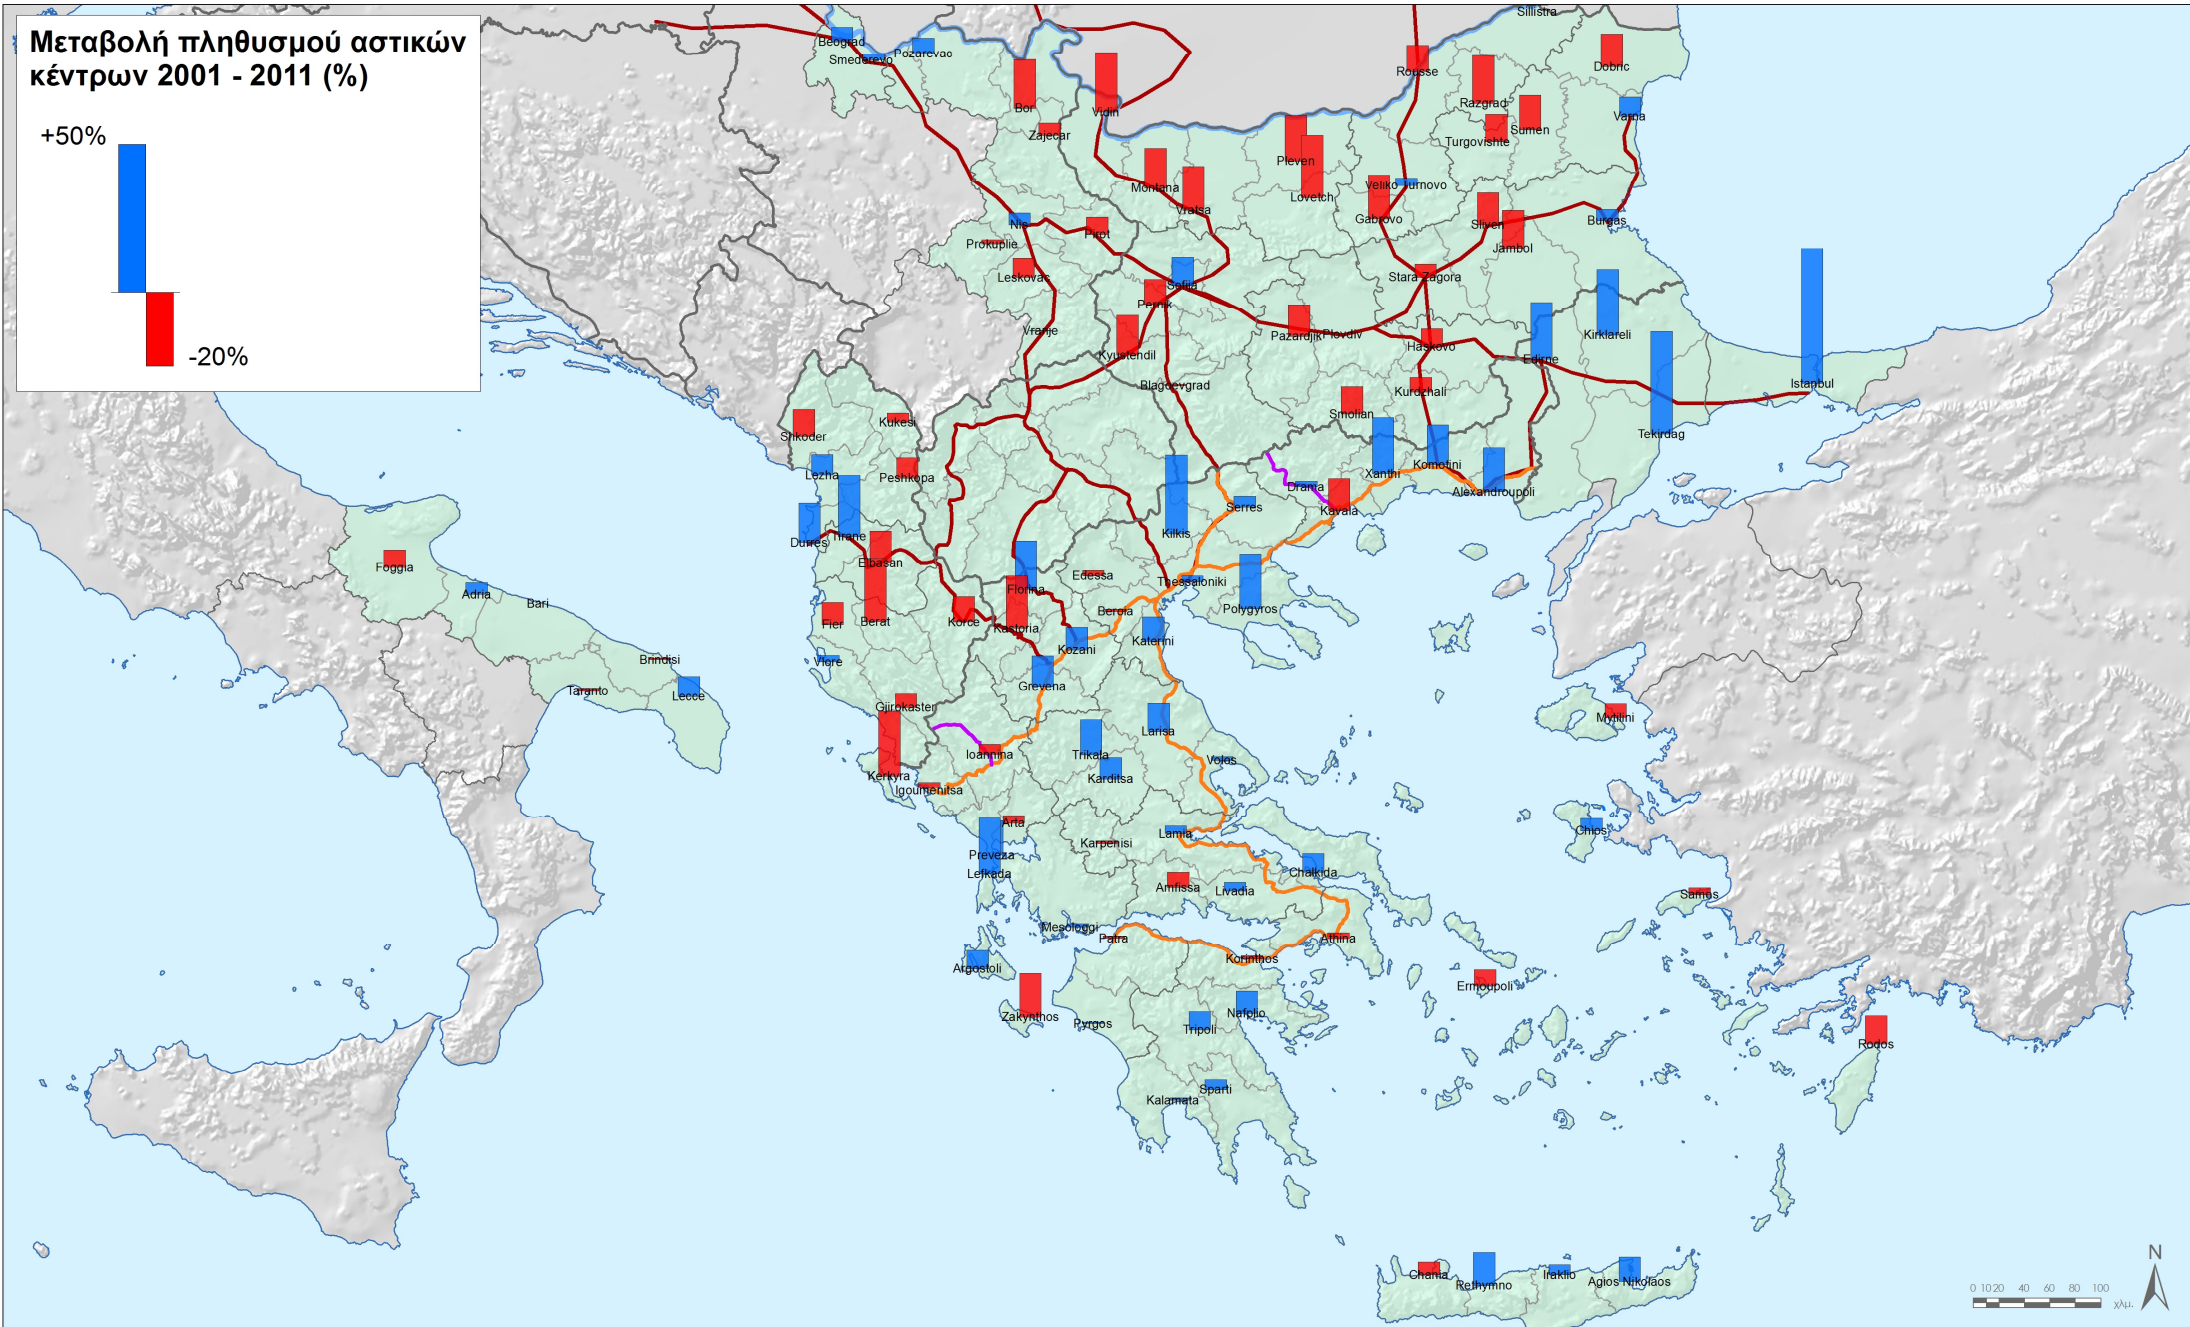 Μεταβολή πληθυσμού αστικών
κέντρων 2001 - 2011 (%)
+50%
-20%
Sillistra
Beograd
Smederevo
Pozarevac
Bor
Zajecar
Vidin
Rousse
Dobric
Razgrad
Sumen
Turgovishte
Varna
Pleven
Lovetch
Montana
Vratsa
Veliko Turnovo
Gabrovo
Sliven
Jambol
Burgas
Nis
Pirot
Prokuplie
Leskovac
Sofija
Pernik
Stara Zagora
Vranje
Kyustendil
Pazardjik
Plovdiv
Haskovo
Edirne
Kirklareli
Istanbul
Blagoevgrad
Kurdzhali
Smolian
Tekirdag
Shkoder
Kukesi
Lezha
Peshkopa
Xanthi
Komotini
Alexandroupoli
Drama
Kavala
Serres
Kilkis
Durres
Tirane
Elbasan
Foggia
Adria
Bari
Edessa
Thessaloniki
Florina
Polygyros
Beroia
Fier
Berat
Korce
Kastoria
Kozani
Katerini
Vlore
Brindisi
Taranto
Lecce
Grevena
Gjirokaster
Mytilini
Larisa
Trikala
Ioannina
Volos
Kerkyra
Karditsa
Igoumenitsa
Arta
Lamia
Chios
Karpenisi
Preveza
Lefkada
Chalkida
Amfissa
Livadia
Samos
Mesologgi
Patra
Athina
Korinthos
Argostoli
Ermoupoli
Zakynthos
Pyrgos
Nafplio
Tripoli
Rodos
Sparti
Kalamata
Chania
Rethymno
Iraklio
Agios Nikolaos
N
0 10 20 40 60 80 100
χλμ.